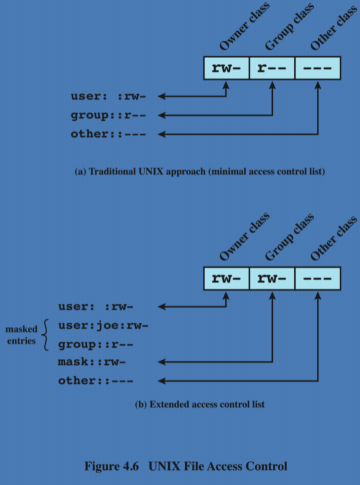 Owner class
Group class
Other class
rw- r-- ---
user: :rw-
group::r--
other::---
(a) Traditional UNIX approach (minimal access control list)
Owner class
Group class
Other class
rw- rw- ---
user: :rw-
masked entries
user:joe:rw-
group::r--
mask::rw-
other::---
(b) Extended access control list
Figure 4.6 UNIX File Access Control